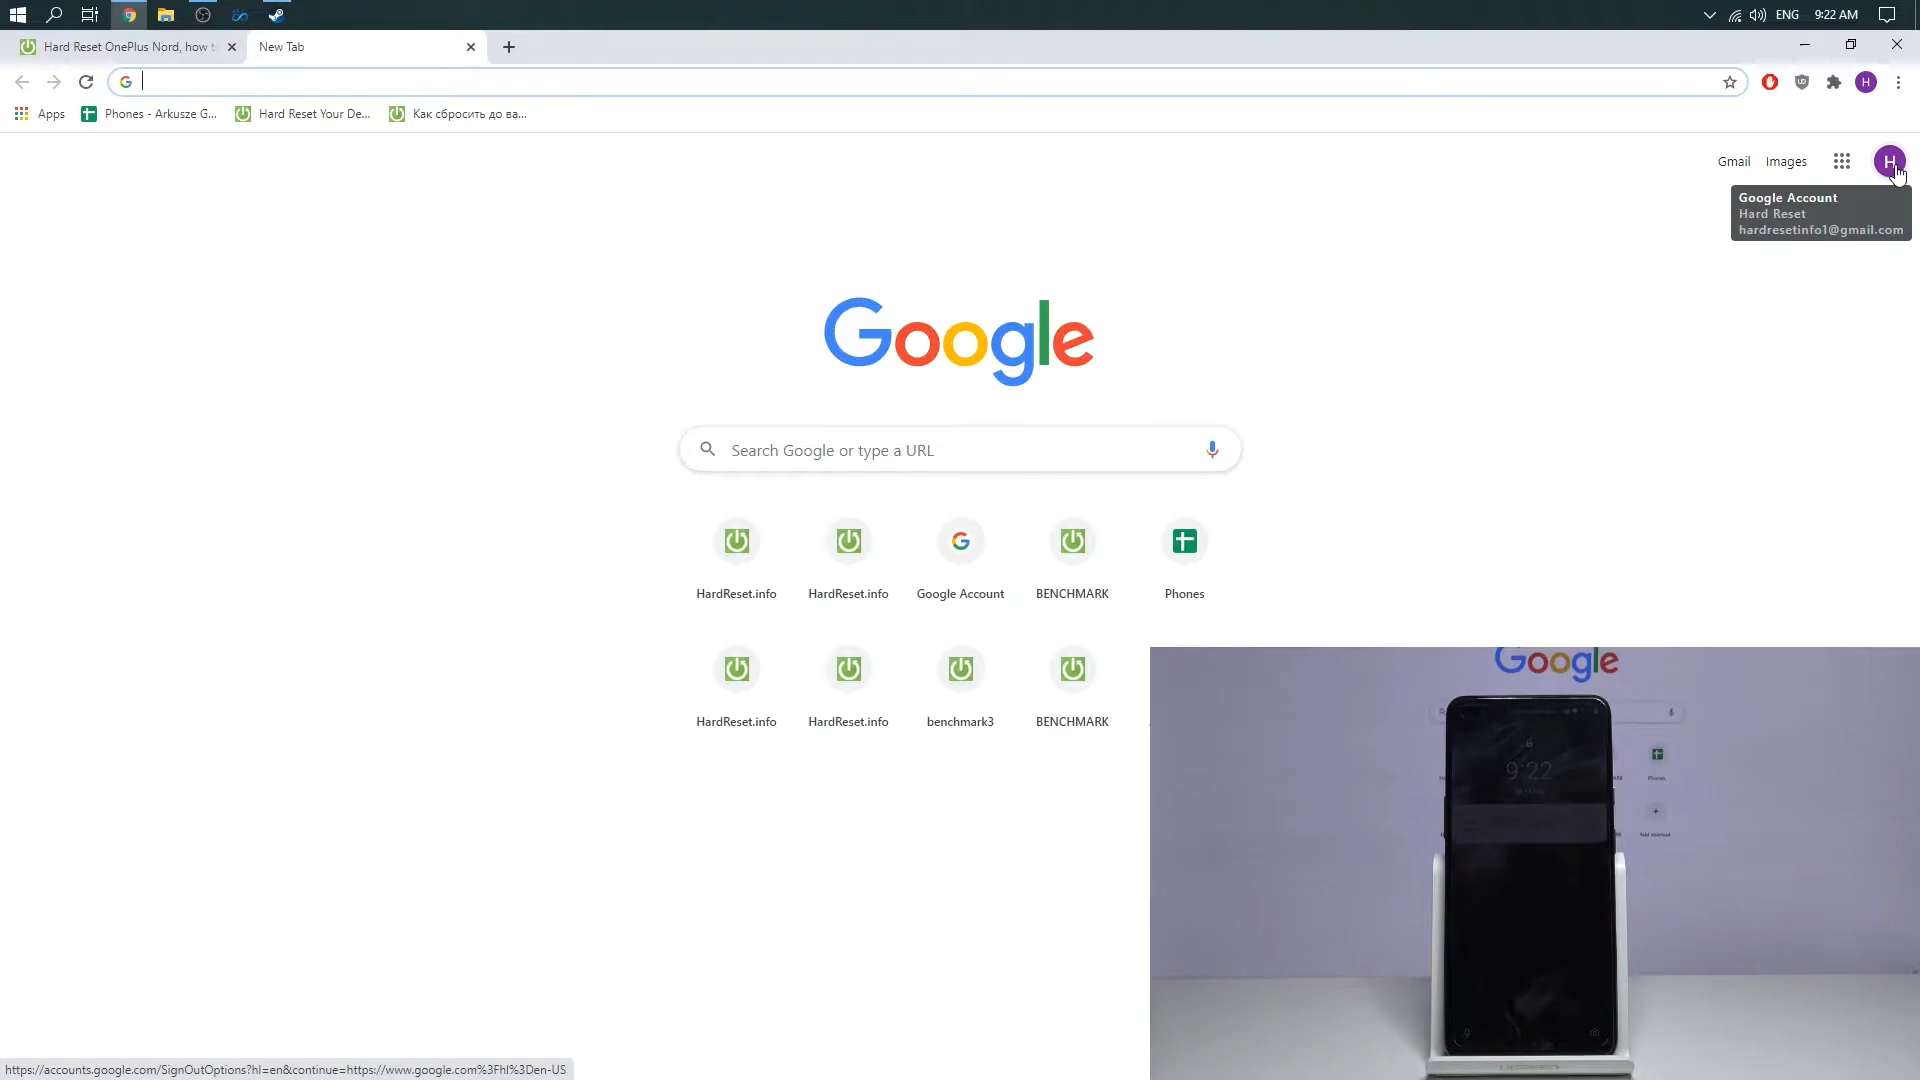 ENG
9:22 AM
Hard Reset OnePlus Nord, how t
New Tab
Apps
Phones - Arkusze G...
Hard Reset Your De...
Как сбросить до ва...
H
Gmail
Images
H
Google Account
Hard Reset
hardresetinfo1@gmail.com
Google
Search Google or type a URL
HardReset.info
HardReset.info
Google Account
BENCHMARK
Phones
HardReset.info
HardReset.info
benchmark3
BENCHMARK
Google
9:22
Phones
Add shortcut
https://accounts.google.com/SignOutOptions?hl=en&continue=https://www.google.com%3Fhl%3Den-US